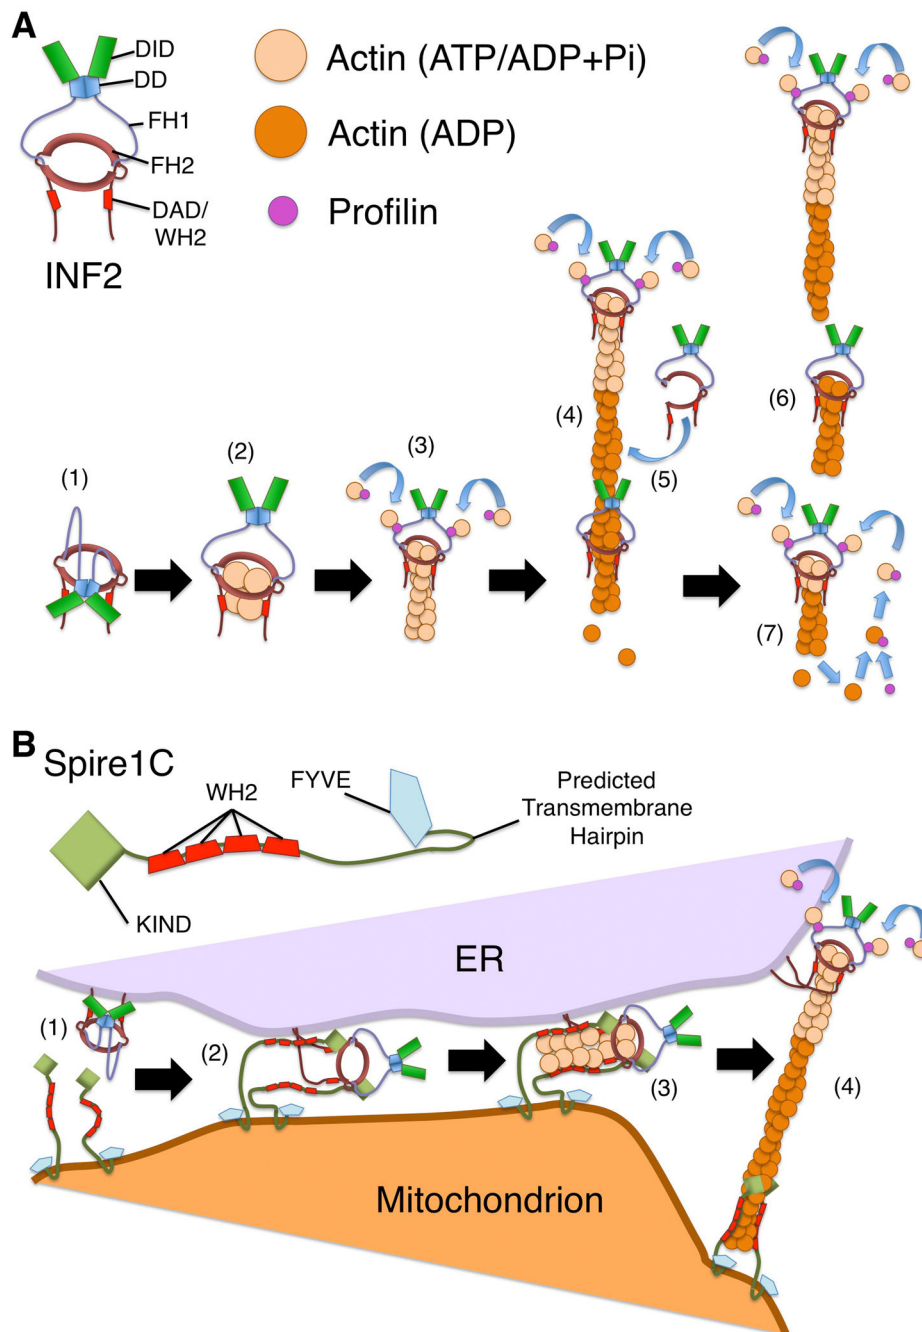 A
DID
DD
FH1
FH2
DAD/
WH2
INF2
Actin (ATP/ADP+Pi)
Actin (ADP)
Profilin
(1)
(2)
(3)
(4)
(5)
(6)
(7)
B
Spire1C
WH2
FYVE
Predicted
Transmembrane
Hairpin
KIND
ER
(1)
(2)
(3)
(4)
Mitochondrion